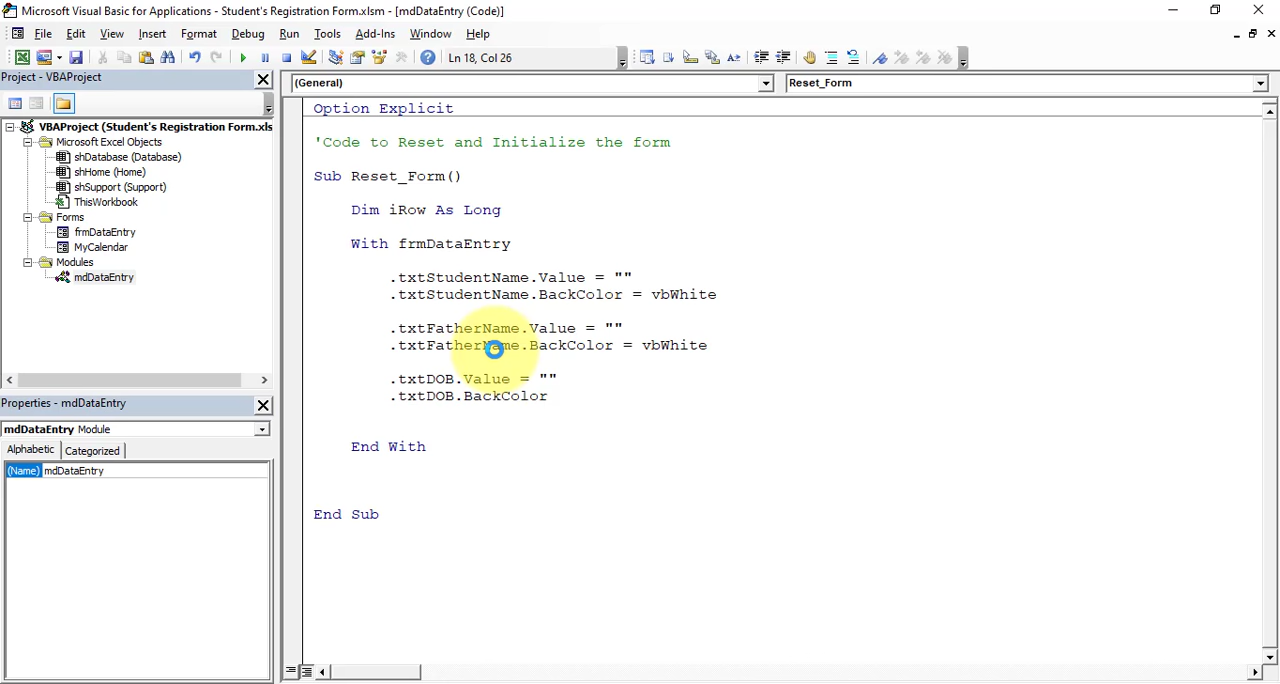 Microsoft Visual Basic for Applications - Student's Registration Form.xlsm - [mdDataEntry (Code)]
File Edit View Insert Format Debug Run Tools Add-Ins Window Help
Ln 18, Col 26
Project - VBAProject
(General)
Reset_Form
VBAProject (Student's Registration Form.xls
Microsoft Excel Objects
shDatabase (Database)
shHome (Home)
shSupport (Support)
ThisWorkbook
Forms
frmDataEntry
MyCalendar
Modules
mdDataEntry
Properties - mdDataEntry
mdDataEntry Module
Alphabetic Categorized
(Name) mdDataEntry
Option Explicit
'Code to Reset and Initialize the form
Sub Reset_Form()
Dim iRow As Long
With frmDataEntry
.txtStudentName.Value = ""
.txtStudentName.BackColor = vbWhite
.txtFatherName.Value = ""
.txtFatherName.BackColor = vbWhite
.txtDOB.Value = ""
.txtDOB.BackColor
End With
End Sub